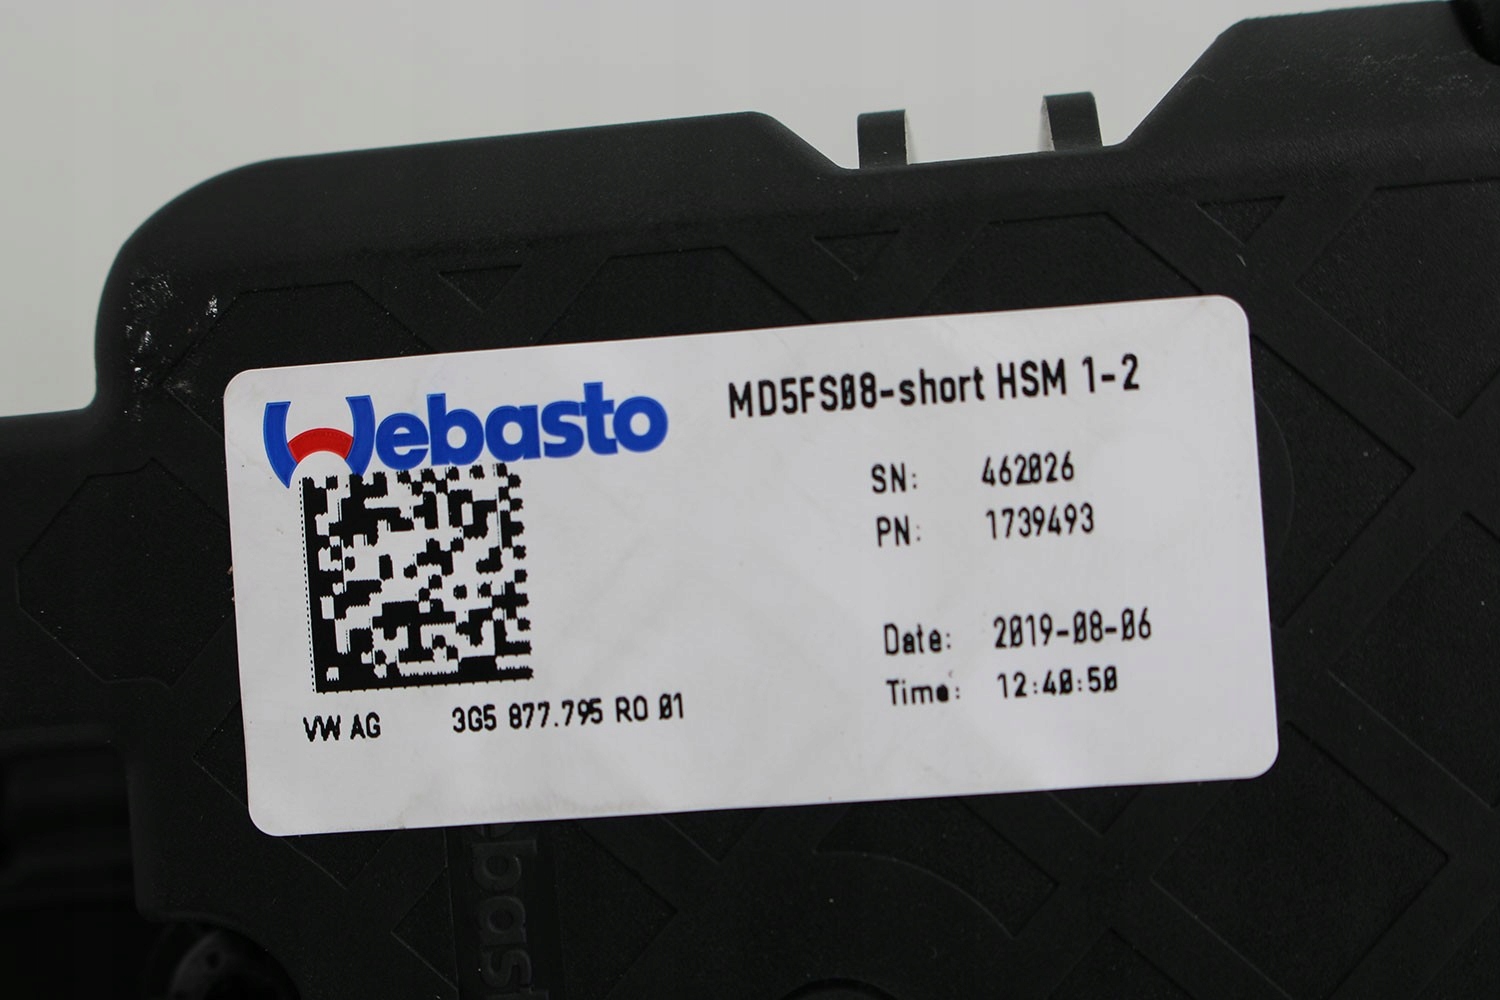 Webasto
MD5FS08-short HSM 1-2
SN: 462026
PN: 1739493
Date: 2019-08-06
Time: 12:40:50
VW AG 3G5 877.795 RO 01
ebas